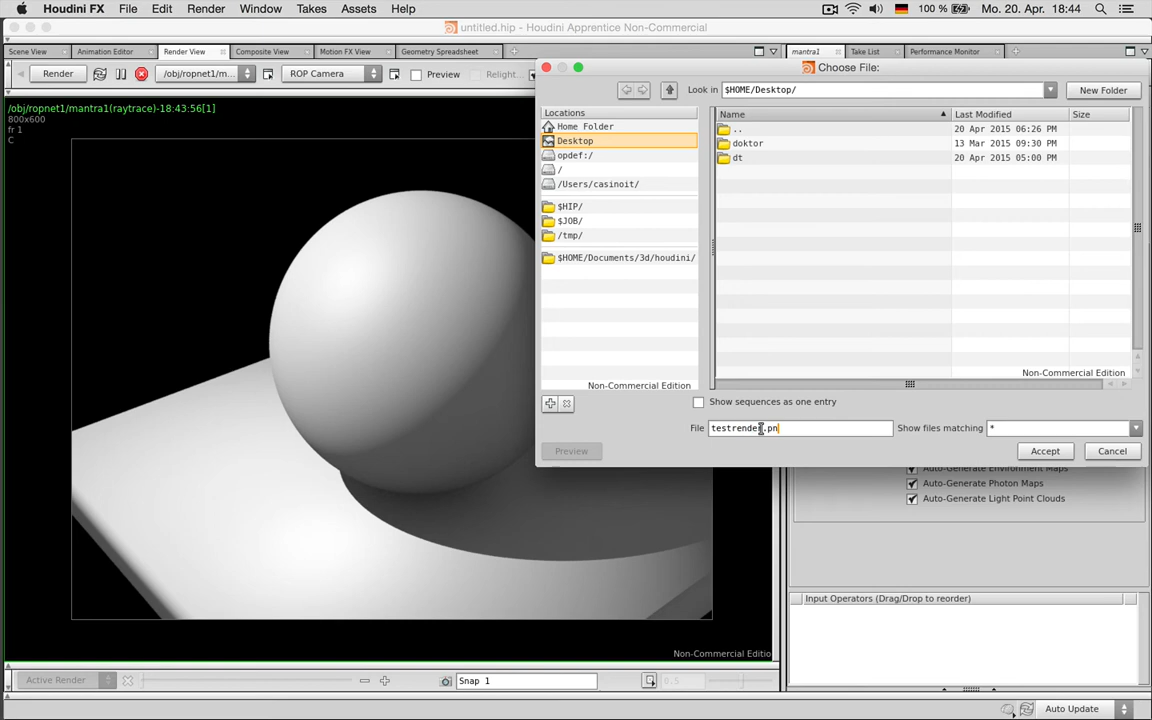 Houdini FX File Edit Render Window Takes Assets Help 100 % Mo. 20. Apr. 18:44
untitled.hip - Houdini Apprentice Non-Commercial
Scene View Animation Editor Render View Composite View Motion FX View Geometry Spreadsheet mantra1 Take List Performance Monitor
Render /obj/ropnet1/m... ROP Camera Preview Relight.
Choose File:
Look in $HOME/Desktop/ New Folder
/obj/ropnet1/mantra1(raytrace)-18:43:56[1]
800x600
fr 1
C
Locations
Home Folder
Desktop
opdef:/
/
/Users/casinoit/
$HIP/
$JOB/
/tmp/
$HOME/Documents/3d/houdini/
Non-Commercial Edition
Name Last Modified Size
.. 20 Apr 2015 06:26 PM
doktor 13 Mar 2015 09:30 PM
dt 20 Apr 2015 05:00 PM
Non-Commercial Edition
Show sequences as one entry
File testrender.pn Show files matching *
Preview Accept Cancel
Auto-Generate Environment Maps
Auto-Generate Photon Maps
Auto-Generate Light Point Clouds
Input Operators (Drag/Drop to reorder)
Non-Commercial Editio
Active Render Snap 1 0.5
Auto Update